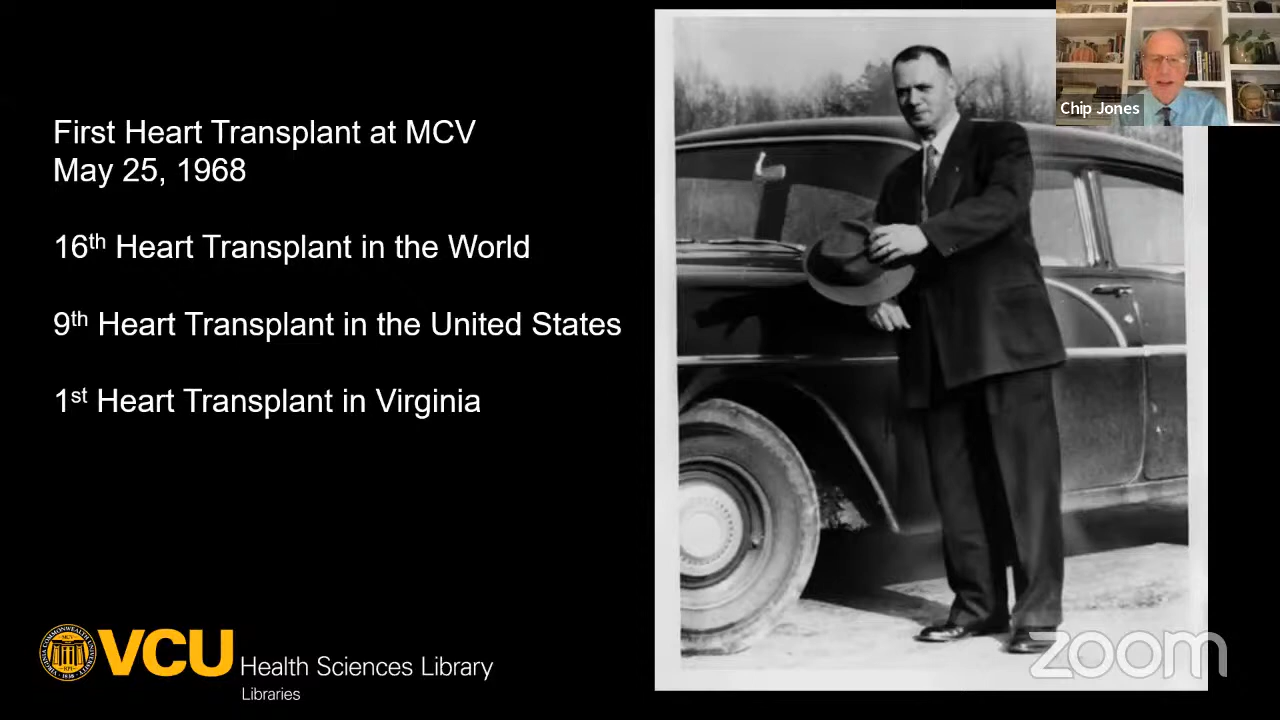 First Heart Transplant at MCV
May 25, 1968
16th Heart Transplant in the World
9th Heart Transplant in the United States
1st Heart Transplant in Virginia
Chip Jones
VCU Health Sciences Library
Libraries
zoom